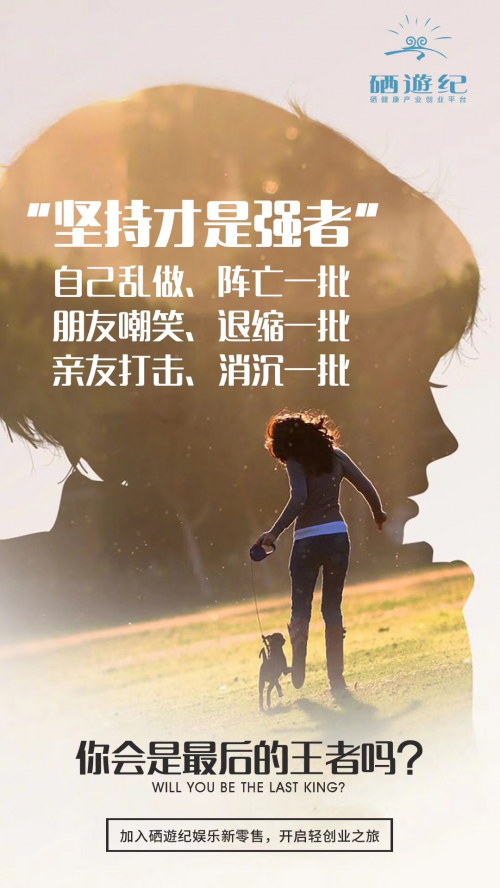 硒遊纪
硒健康产业创业平台
“坚持才是强者”
自己乱做、阵亡一批
朋友嘲笑、退缩一批
亲友打击、消沉一批
你会是最后的王者吗？
WILL YOU BE THE LAST KING?
加入硒遊纪娱乐新零售，开启轻创业之旅